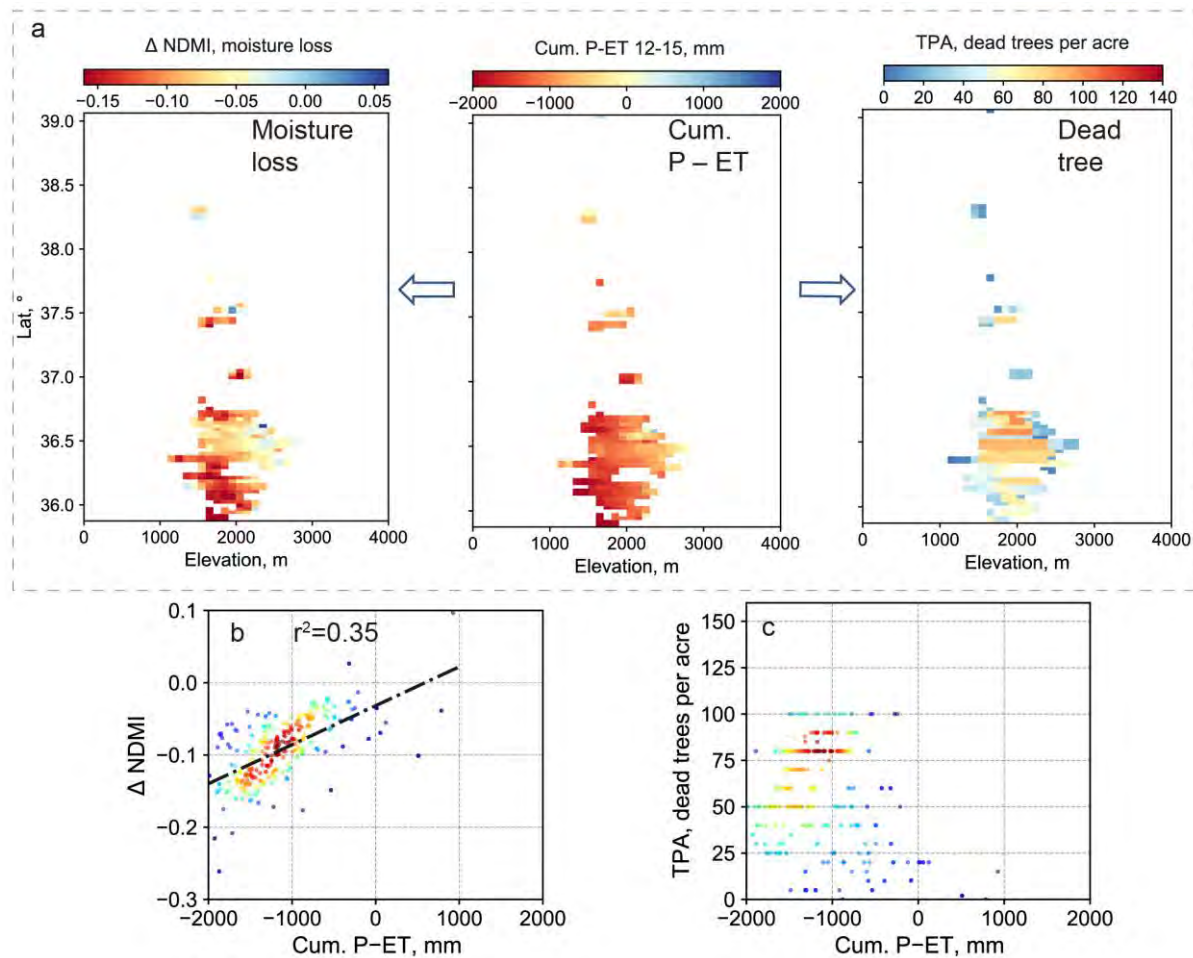 a
Δ NDMI, moisture loss
Cum. P-ET 12-15, mm
TPA, dead trees per acre
−0.15 −0.10 −0.05 0.00 0.05
−2000 −1000 0 1000 2000
0 20 40 60 80 100 120 140
Moisture
loss
Cum.
P – ET
Dead
tree
39.0
38.5
38.0
37.5
37.0
36.5
36.0
Lat, °
0 1000 2000 3000 4000
Elevation, m
0 1000 2000 3000 4000
Elevation, m
0 1000 2000 3000 4000
Elevation, m
b
r²=0.35
0.1
0.0
−0.1
−0.2
−0.3
Δ NDMI
−2000 −1000 0 1000 2000
Cum. P−ET, mm
c
150
125
100
75
50
25
0
TPA, dead trees per acre
−2000 −1000 0 1000 2000
Cum. P−ET, mm